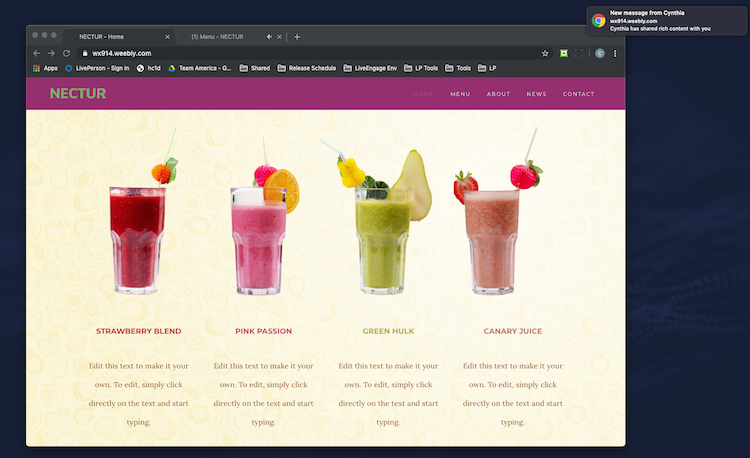 New message from Cynthia
wx914.weebly.com
Cynthia has shared rich content with you
NECTUR - Home
(1) Menu - NECTUR
wx914.weebly.com
C
Apps
LivePerson - Sign In
hc1d
Team America - G...
Shared
Release Schedule
LiveEngage Env
LP Tools
Tools
LP
NECTUR
HOME
MENU
ABOUT
NEWS
CONTACT
STRAWBERRY BLEND
Edit this text to make it your
own. To edit, simply click
directly on the text and start
typing.
PINK PASSION
Edit this text to make it your
own. To edit, simply click
directly on the text and start
typing.
GREEN HULK
Edit this text to make it your
own. To edit, simply click
directly on the text and start
typing.
CANARY JUICE
Edit this text to make it your
own. To edit, simply click
directly on the text and start
typing.